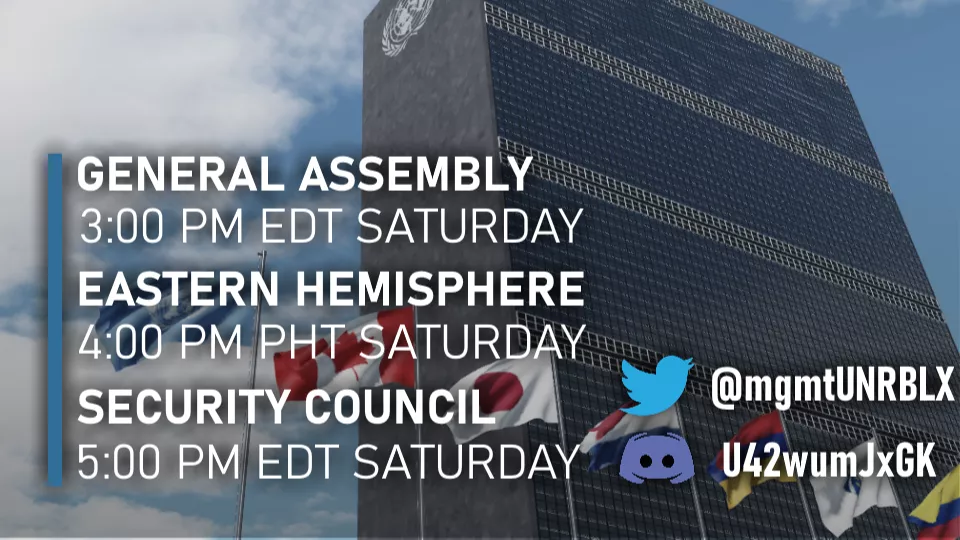 GENERAL ASSEMBLY
3:00 PM EDT SATURDAY
EASTERN HEMISPHERE
4:00 PM PHT SATURDAY
SECURITY COUNCIL
5:00 PM EDT SATURDAY
@mgmtUNRBLX
U42wumJxGK